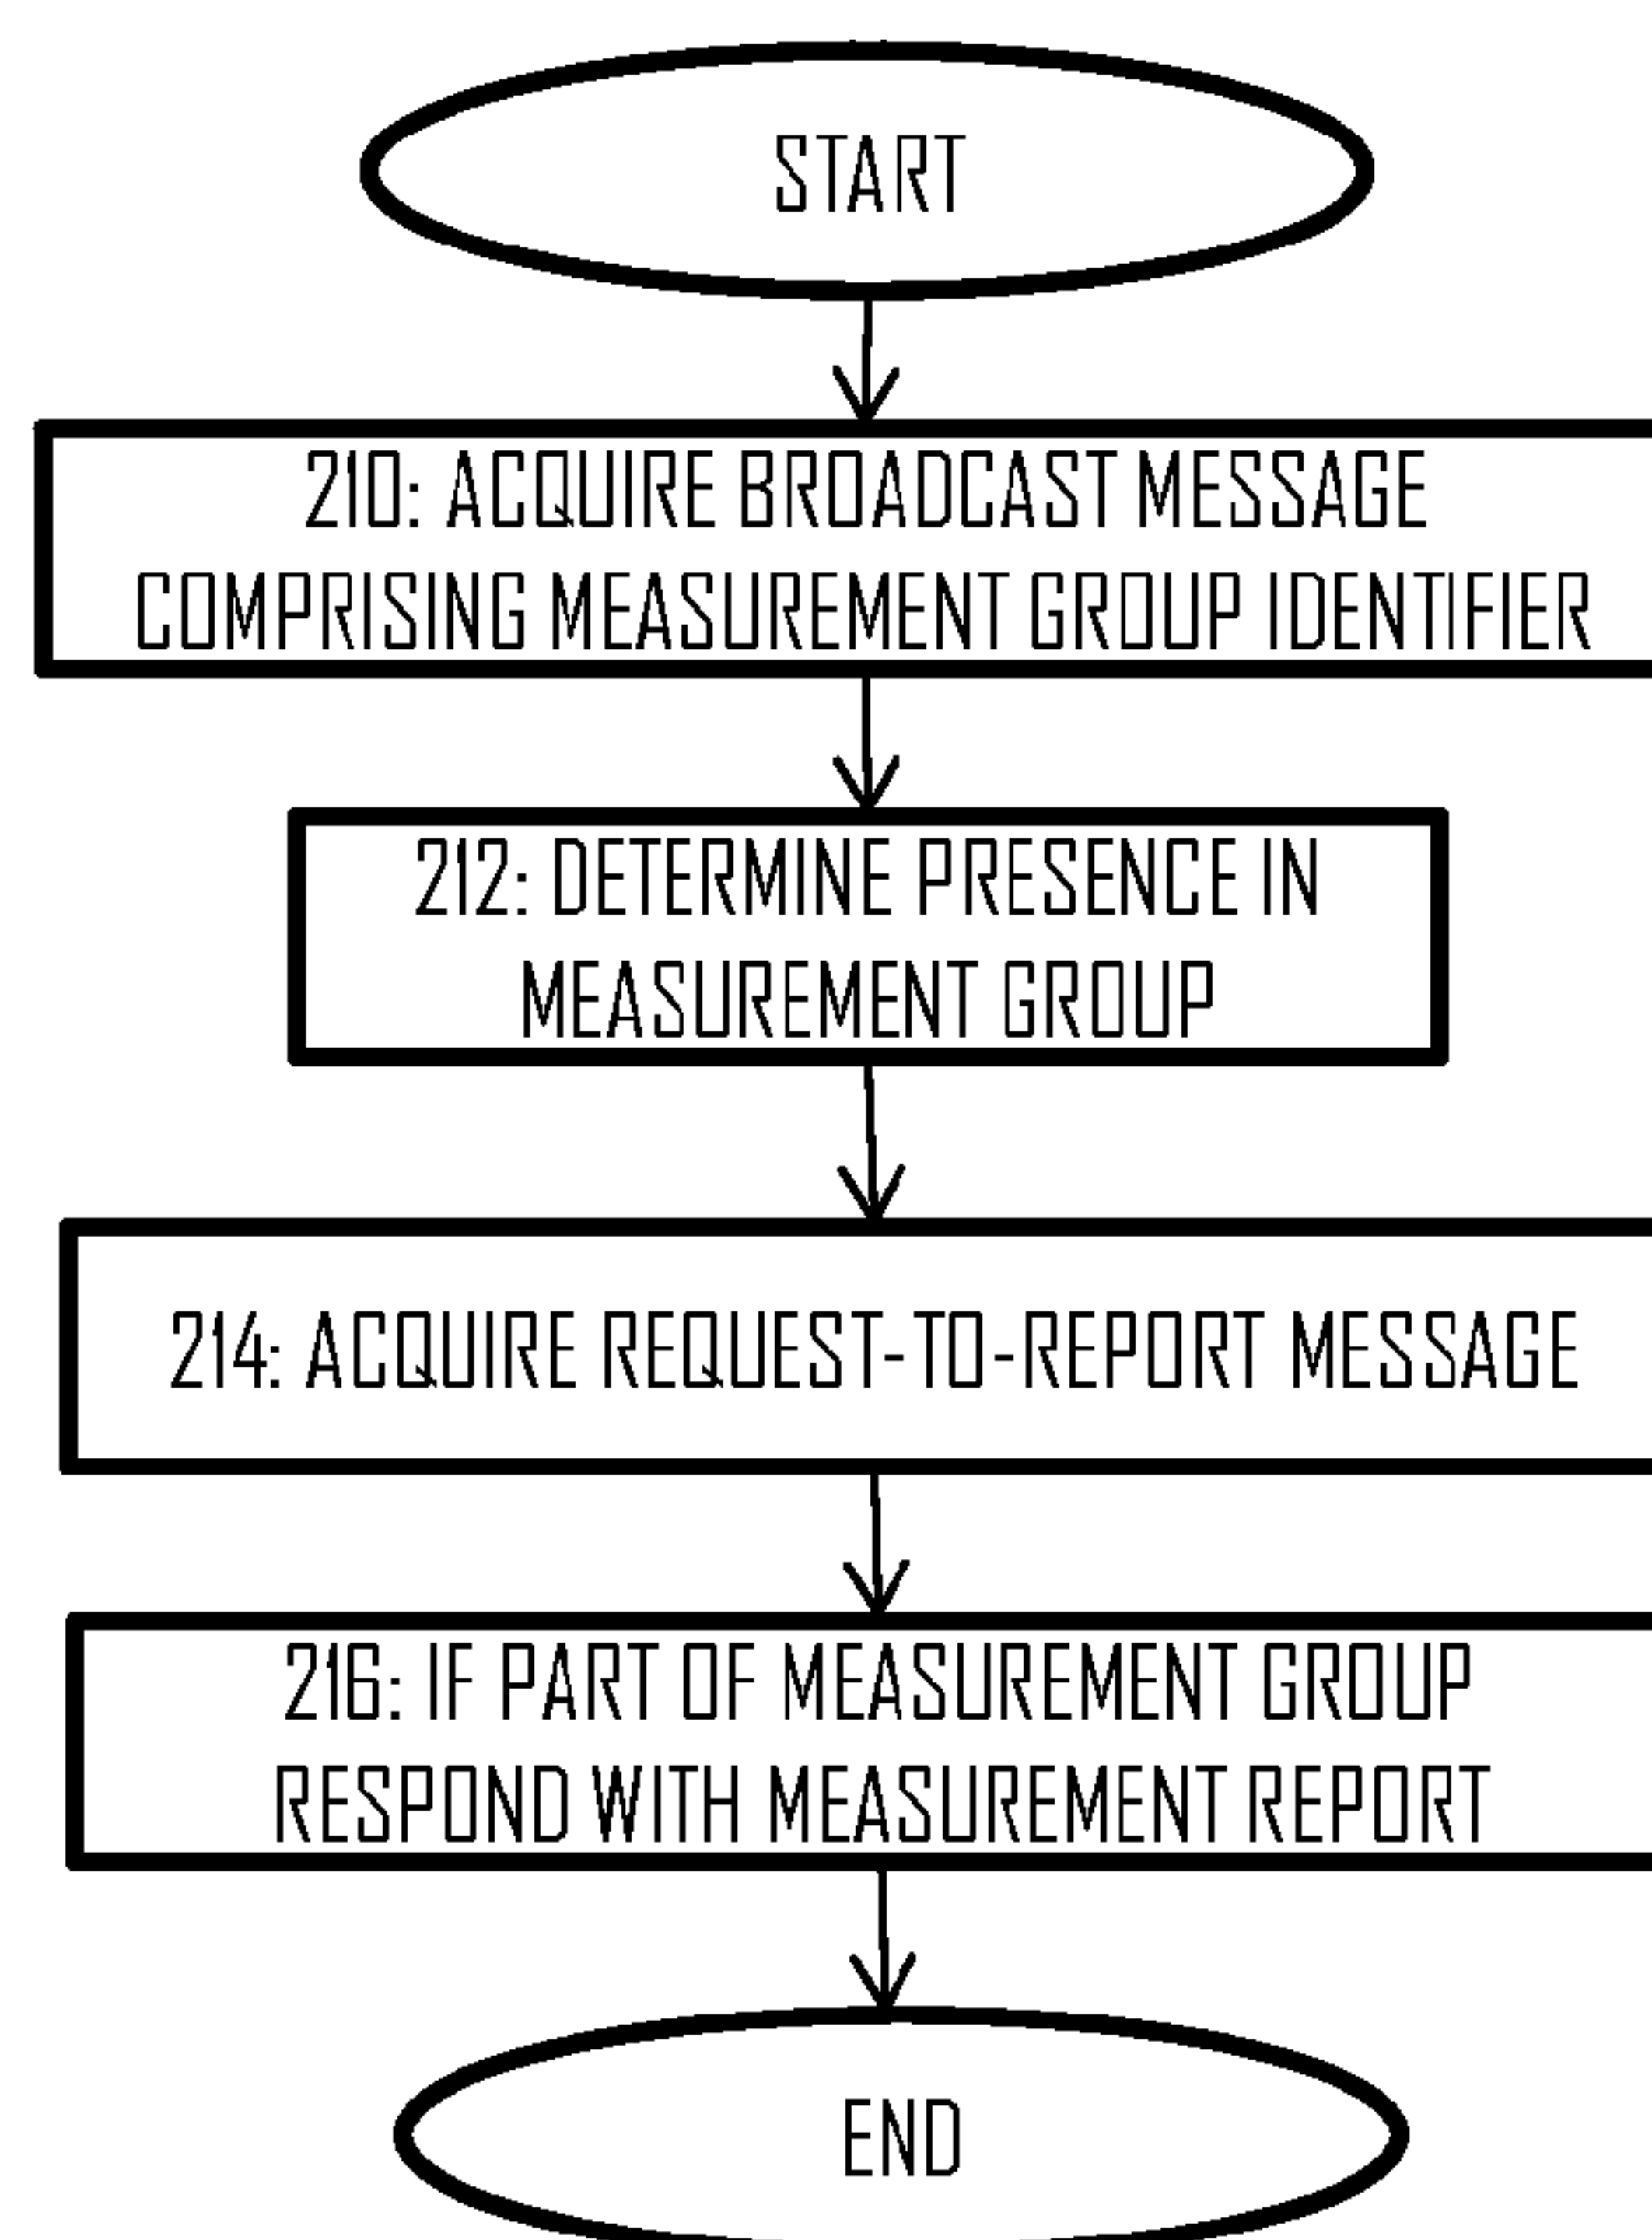 START
210: ACQUIRE BROADCAST MESSAGE
COMPRISING MEASUREMENT GROUP IDENTIFIER
212: DETERMINE PRESENCE IN
MEASUREMENT GROUP
214: ACQUIRE REQUEST-TO-REPORT MESSAGE
216: IF PART OF MEASUREMENT GROUP
RESPOND WITH MEASUREMENT REPORT
END